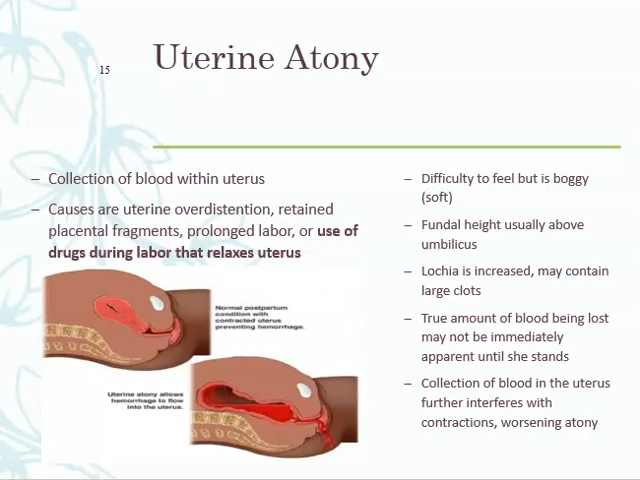 Uterine Atony
15
– Collection of blood within uterus
– Causes are uterine overdistention, retained
placental fragments, prolonged labor, or use of
drugs during labor that relaxes uterus
Normal postpartum
condition with
contracted uterus
preventing hemorrhage.
Uterine atony allows
hemorrhage to flow
into the uterus.
– Difficulty to feel but is boggy
(soft)
– Fundal height usually above
umbilicus
– Lochia is increased, may contain
large clots
– True amount of blood being lost
may not be immediately
apparent until she stands
– Collection of blood in the uterus
further interferes with
contractions, worsening atony